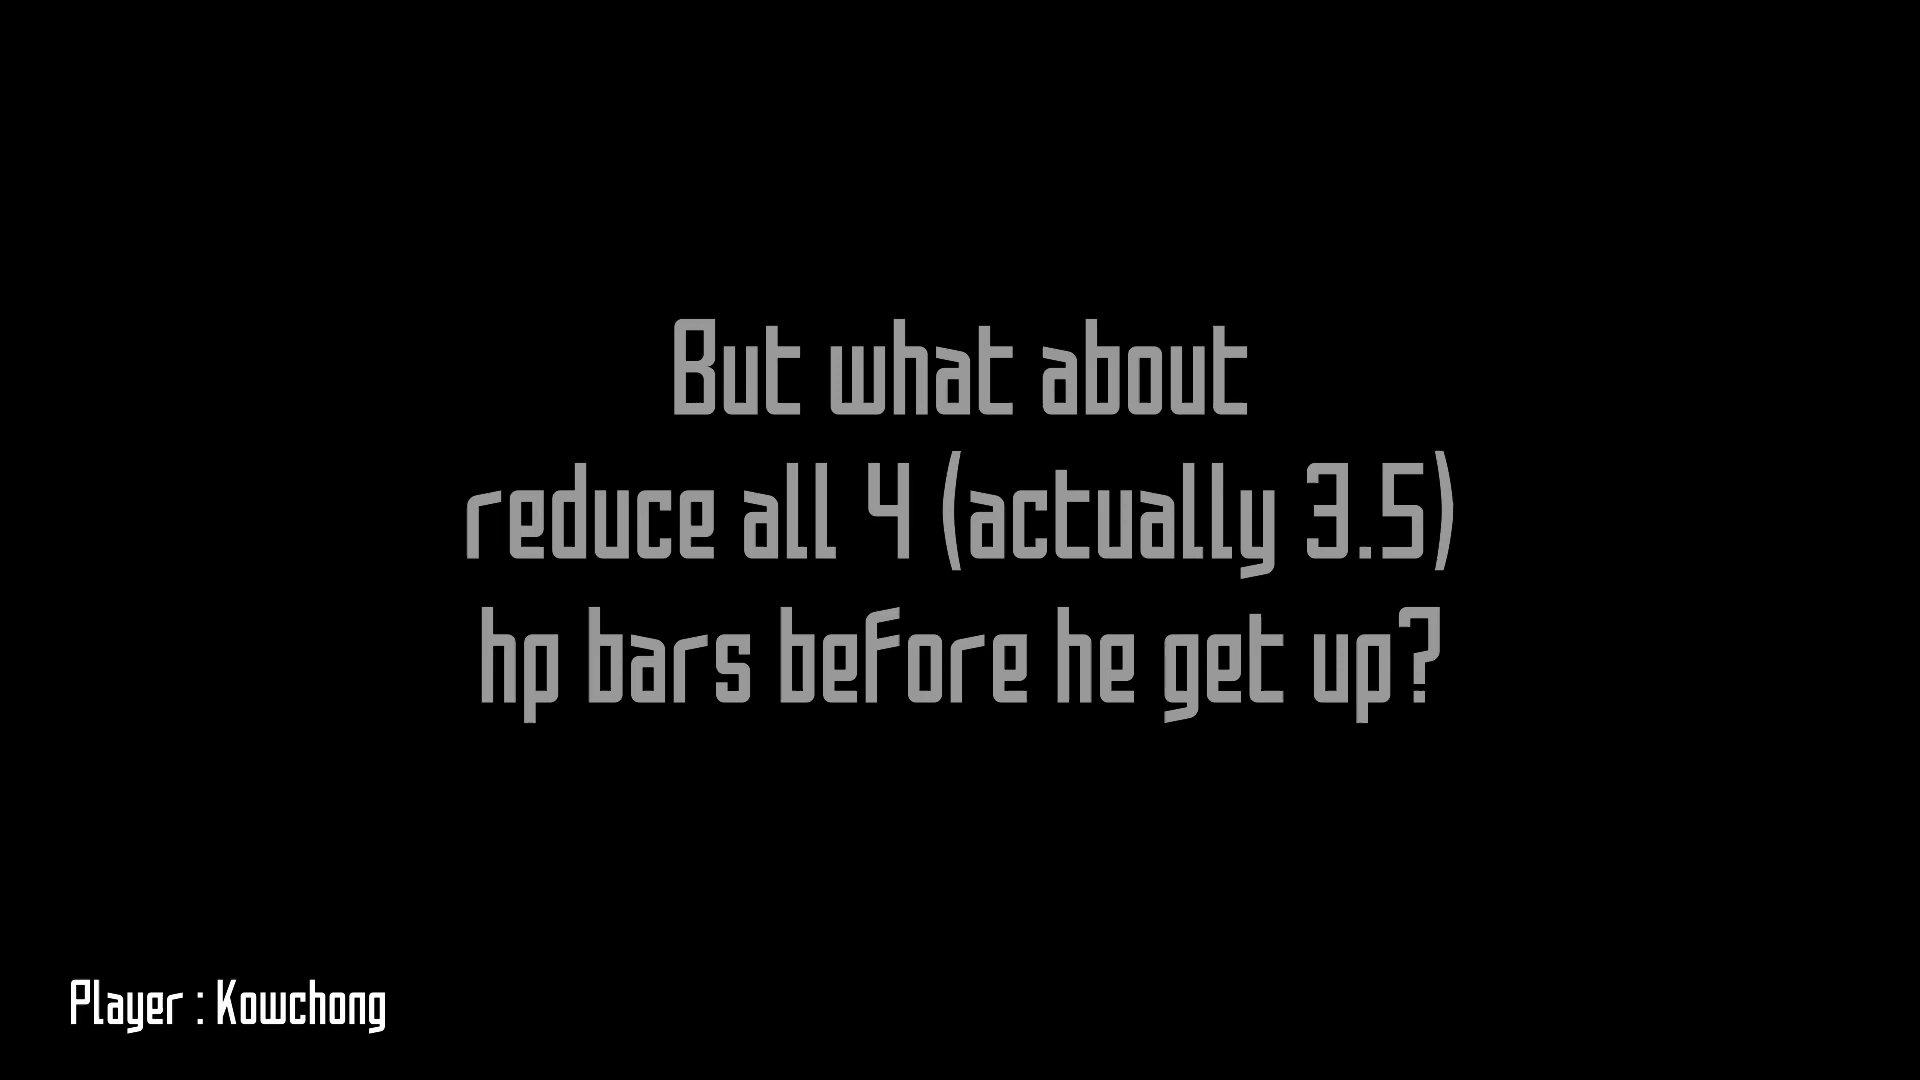 But what about
reduce all 4 (actually 3.5)
hp bars before he get up?
Player : Kowchong